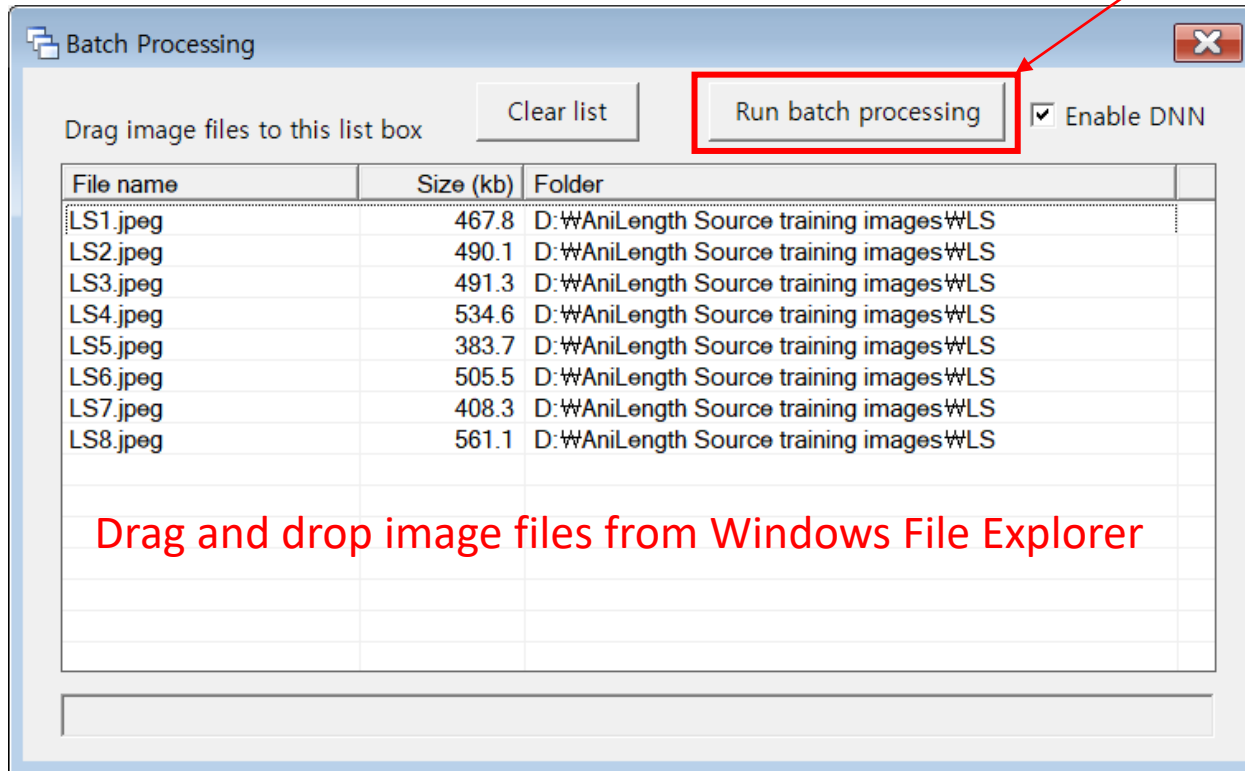 Batch Processing
Clear list
Run batch processing
Enable DNN
Drag image files to this list box
File name Size (kb) Folder
LS1.jpeg 467.8 D:₩AniLength Source training images₩LS
LS2.jpeg 490.1 D:₩AniLength Source training images₩LS
LS3.jpeg 491.3 D:₩AniLength Source training images₩LS
LS4.jpeg 534.6 D:₩AniLength Source training images₩LS
LS5.jpeg 383.7 D:₩AniLength Source training images₩LS
LS6.jpeg 505.5 D:₩AniLength Source training images₩LS
LS7.jpeg 408.3 D:₩AniLength Source training images₩LS
LS8.jpeg 561.1 D:₩AniLength Source training images₩LS
Drag and drop image files from Windows File Explorer